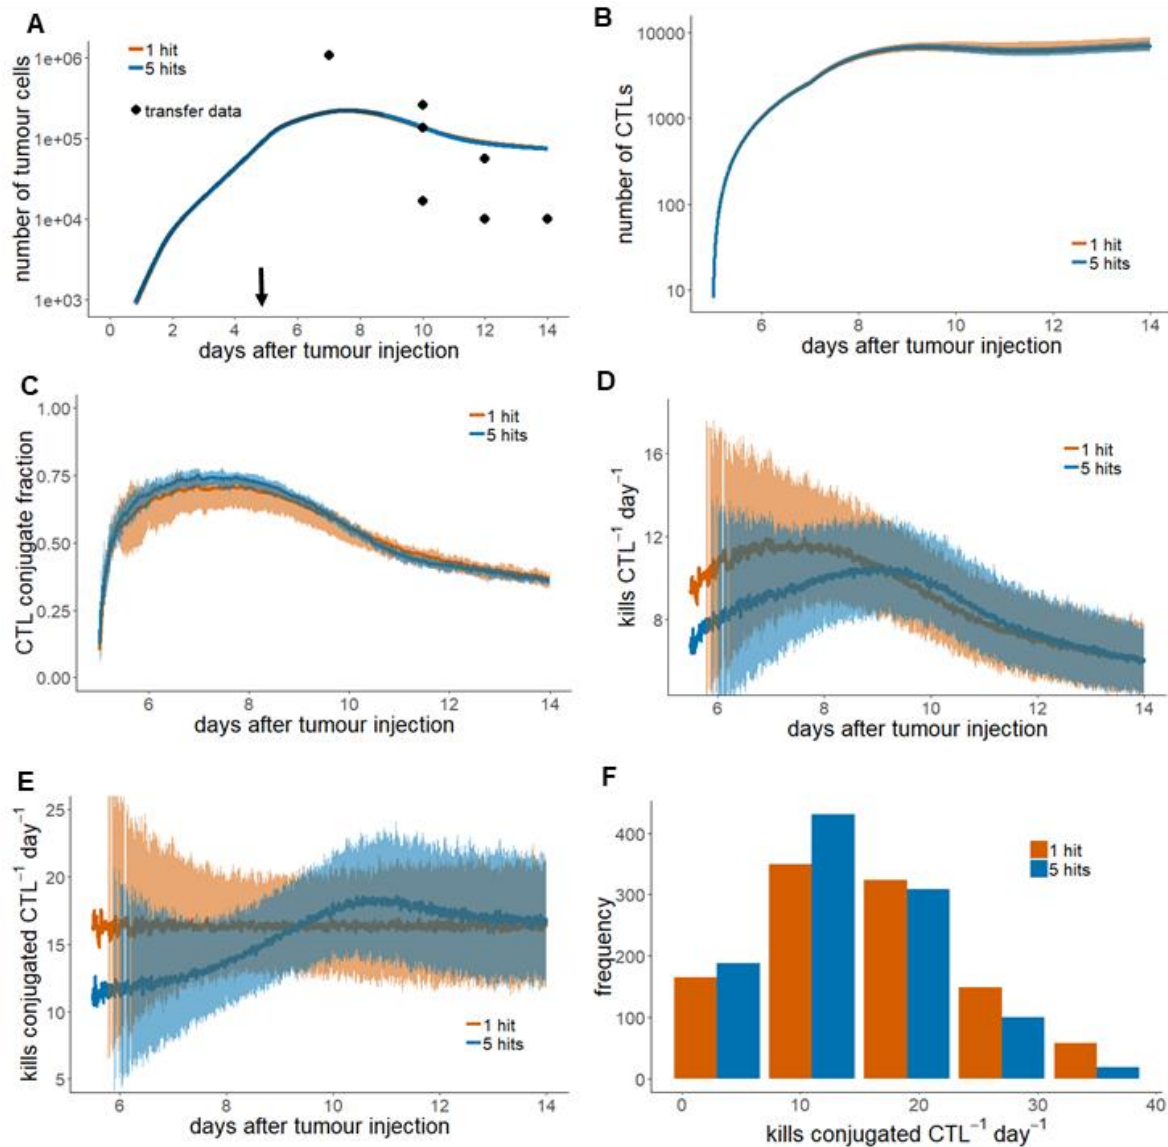 A
1 hit
5 hits
transfer data
number of tumour cells
1e+06
1e+05
1e+04
1e+03
0 2 4 6 8 10 12 14
days after tumour injection
B
number of CTLs
10000
1000
100
10
1 hit
5 hits
6 8 10 12 14
days after tumour injection
C
CTL conjugate fraction
1.00
0.75
0.50
0.25
0.00
1 hit
5 hits
6 8 10 12 14
days after tumour injection
D
kills CTL⁻¹ day⁻¹
16
12
8
1 hit
5 hits
6 8 10 12 14
days after tumour injection
E
kills conjugated CTL⁻¹ day⁻¹
25
20
15
10
5
1 hit
5 hits
6 8 10 12 14
days after tumour injection
F
frequency
400
300
200
100
0
1 hit
5 hits
0 10 20 30 40
kills conjugated CTL⁻¹ day⁻¹